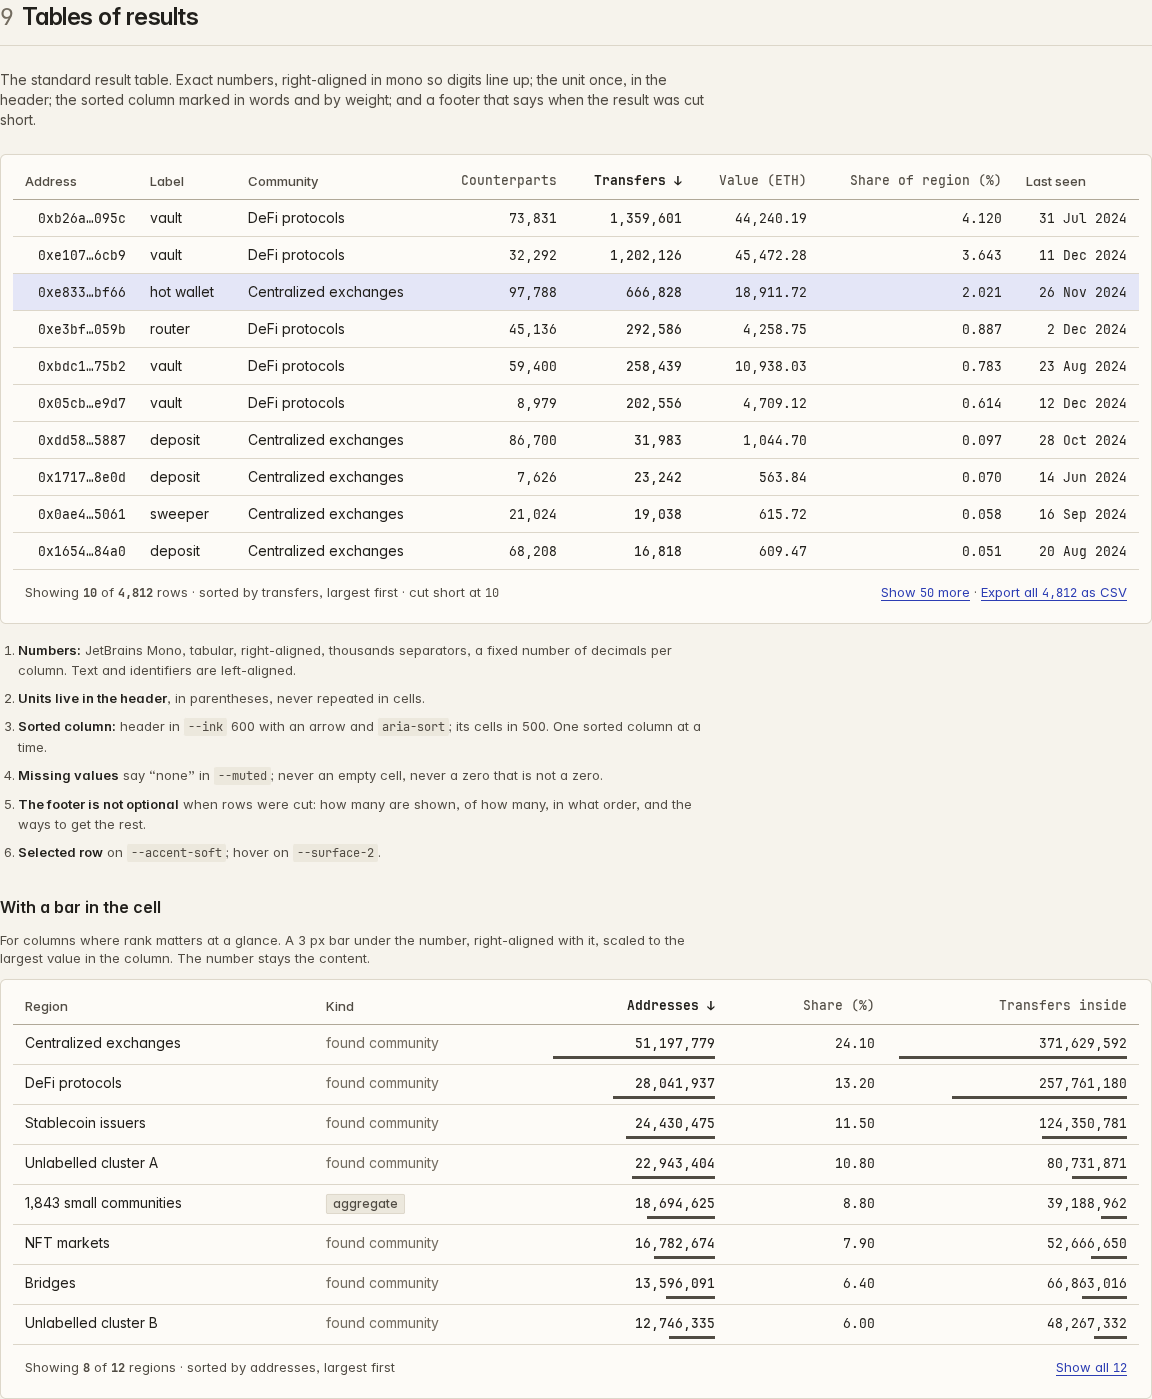 9 Tables of results
The standard result table. Exact numbers, right-aligned in mono so digits line up; the unit once, in the
header; the sorted column marked in words and by weight; and a footer that says when the result was cut
short.
Address Label Community Counterparts Transfers ↓ Value (ETH) Share of region (%) Last seen
0xb26a…095c vault DeFi protocols 73,831 1,359,601 44,240.19 4.120 31 Jul 2024
0xe107…6cb9 vault DeFi protocols 32,292 1,202,126 45,472.28 3.643 11 Dec 2024
0xe833…bf66 hot wallet Centralized exchanges 97,788 666,828 18,911.72 2.021 26 Nov 2024
0xe3bf…059b router DeFi protocols 45,136 292,586 4,258.75 0.887 2 Dec 2024
0xbdc1…75b2 vault DeFi protocols 59,400 258,439 10,938.03 0.783 23 Aug 2024
0x05cb…e9d7 vault DeFi protocols 8,979 202,556 4,709.12 0.614 12 Dec 2024
0xdd58…5887 deposit Centralized exchanges 86,700 31,983 1,044.70 0.097 28 Oct 2024
0x1717…8e0d deposit Centralized exchanges 7,626 23,242 563.84 0.070 14 Jun 2024
0x0ae4…5061 sweeper Centralized exchanges 21,024 19,038 615.72 0.058 16 Sep 2024
0x1654…84a0 deposit Centralized exchanges 68,208 16,818 609.47 0.051 20 Aug 2024
Showing 10 of 4,812 rows · sorted by transfers, largest first · cut short at 10 Show 50 more · Export all 4,812 as CSV
1. Numbers: JetBrains Mono, tabular, right-aligned, thousands separators, a fixed number of decimals per
column. Text and identifiers are left-aligned.
2. Units live in the header, in parentheses, never repeated in cells.
3. Sorted column: header in --ink 600 with an arrow and aria-sort; its cells in 500. One sorted column at a
time.
4. Missing values say “none” in --muted; never an empty cell, never a zero that is not a zero.
5. The footer is not optional when rows were cut: how many are shown, of how many, in what order, and the
ways to get the rest.
6. Selected row on --accent-soft; hover on --surface-2.
With a bar in the cell
For columns where rank matters at a glance. A 3 px bar under the number, right-aligned with it, scaled to the
largest value in the column. The number stays the content.
Region Kind Addresses ↓ Share (%) Transfers inside
Centralized exchanges found community 51,197,779 24.10 371,629,592
DeFi protocols found community 28,041,937 13.20 257,761,180
Stablecoin issuers found community 24,430,475 11.50 124,350,781
Unlabelled cluster A found community 22,943,404 10.80 80,731,871
1,843 small communities aggregate 18,694,625 8.80 39,188,962
NFT markets found community 16,782,674 7.90 52,666,650
Bridges found community 13,596,091 6.40 66,863,016
Unlabelled cluster B found community 12,746,335 6.00 48,267,332
Showing 8 of 12 regions · sorted by addresses, largest first Show all 12